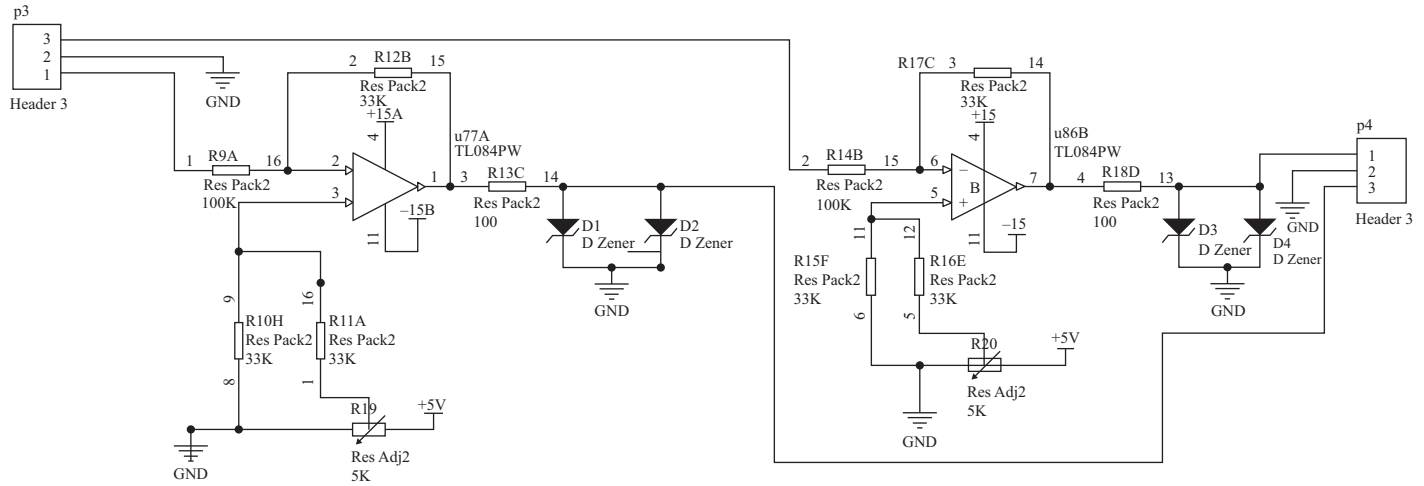 p3
3
2
1
Header 3
GND
2
R12B
15
Res Pack2
33K
+15A
4
u77A
TL084PW
1
R9A
16
Res Pack2
100K
2
3
1
–15B
11
3
R13C
14
Res Pack2
100
D1
D Zener
D2
D Zener
GND
9
R10H
Res Pack2
33K
8
16
R11A
Res Pack2
33K
1
R19
+5V
Res Adj2
5K
GND
R17C
3
14
Res Pack2
33K
+15
4
u86B
TL084PW
2
R14B
15
Res Pack2
100K
6
5
–
B
+
7
–15
11
4
R18D
13
Res Pack2
100
D3
D Zener
D4
D Zener
GND
GND
11
R15F
Res Pack2
33K
6
12
R16E
Res Pack2
33K
5
R20
+5V
Res Adj2
5K
GND
p4
1
2
3
Header 3